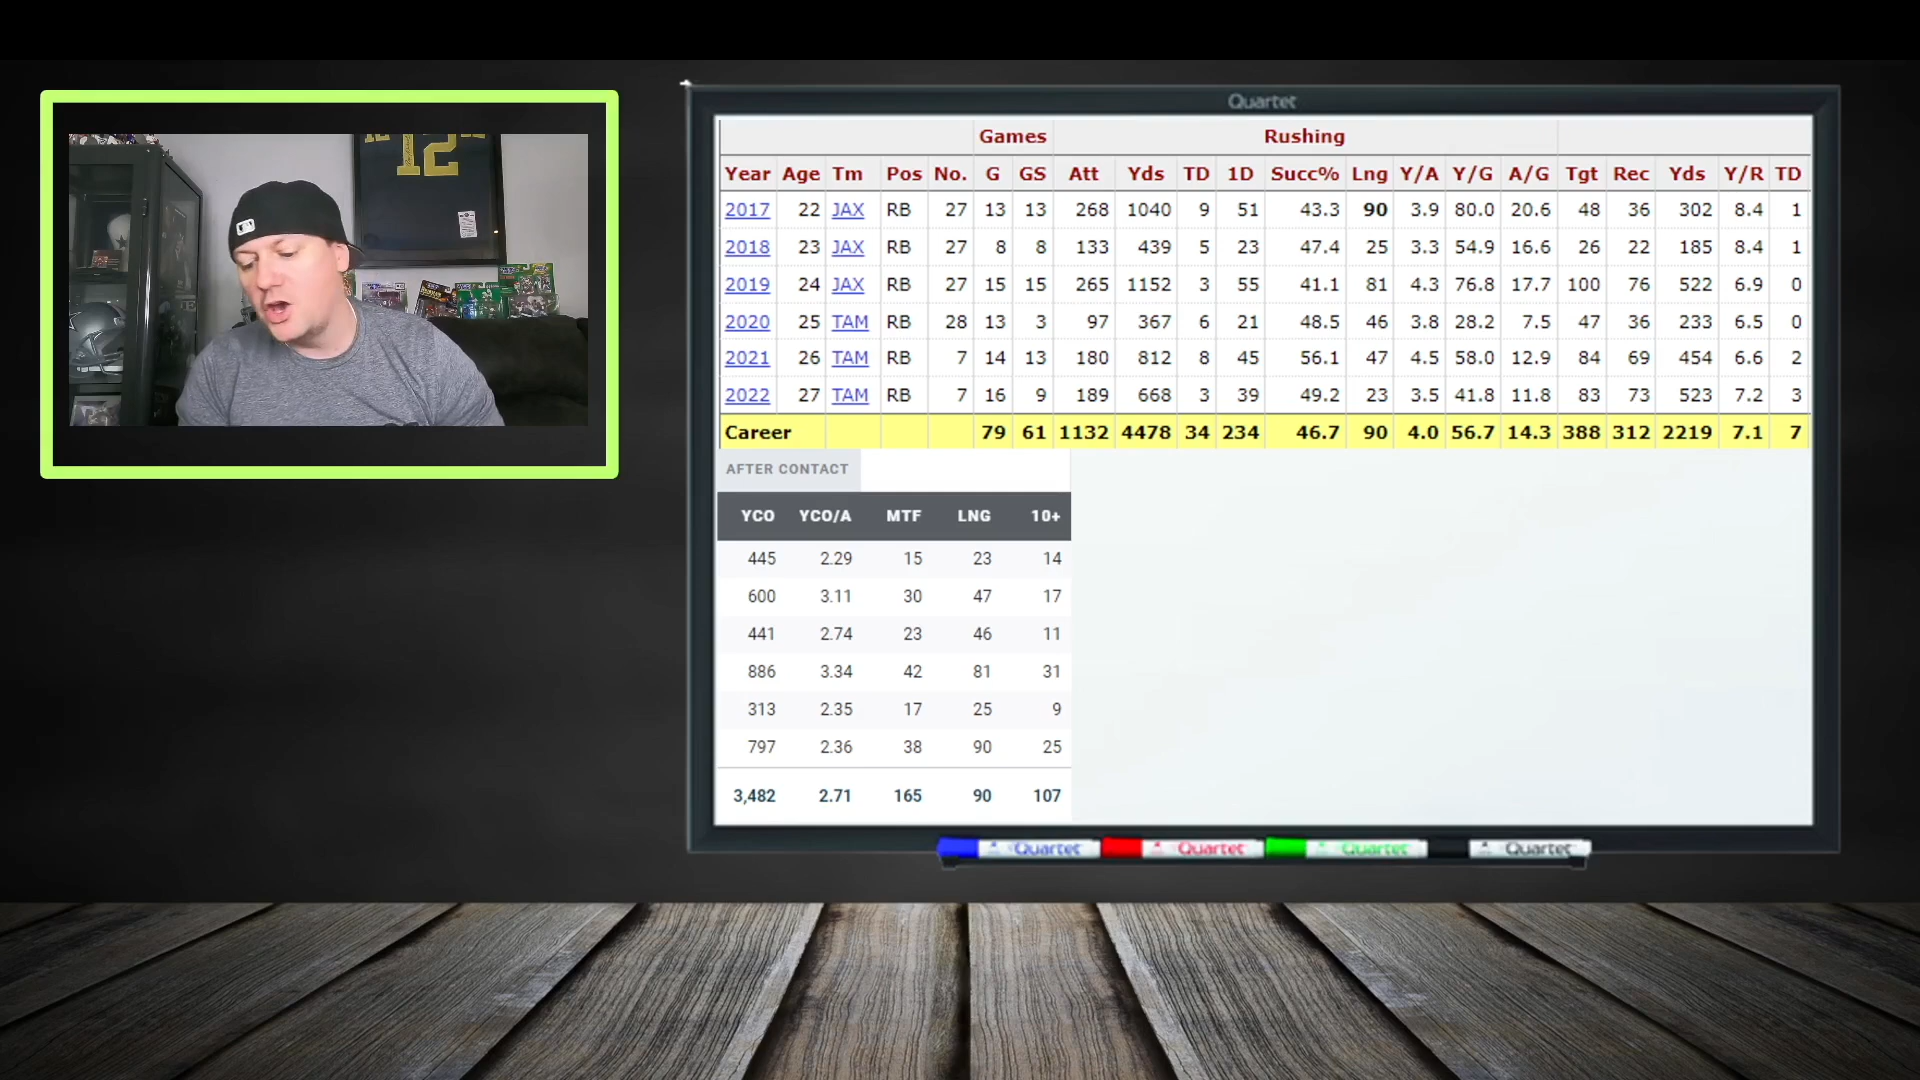 12
Quartet
Games Rushing
Year Age Tm Pos No. G GS Att Yds TD 1D Succ% Lng Y/A Y/G A/G Tgt Rec Yds Y/R TD
2017 22 JAX RB 27 13 13 268 1040 9 51 43.3 90 3.9 80.0 20.6 48 36 302 8.4 1
2018 23 JAX RB 27 8 8 133 439 5 23 47.4 25 3.3 54.9 16.6 26 22 185 8.4 1
2019 24 JAX RB 27 15 15 265 1152 3 55 41.1 81 4.3 76.8 17.7 100 76 522 6.9 0
2020 25 TAM RB 28 13 3 97 367 6 21 48.5 46 3.8 28.2 7.5 47 36 233 6.5 0
2021 26 TAM RB 7 14 13 180 812 8 45 56.1 47 4.5 58.0 12.9 84 69 454 6.6 2
2022 27 TAM RB 7 16 9 189 668 3 39 49.2 23 3.5 41.8 11.8 83 73 523 7.2 3
Career 79 61 1132 4478 34 234 46.7 90 4.0 56.7 14.3 388 312 2219 7.1 7
AFTER CONTACT
YCO YCO/A MTF LNG 10+
445 2.29 15 23 14
600 3.11 30 47 17
441 2.74 23 46 11
886 3.34 42 81 31
313 2.35 17 25 9
797 2.36 38 90 25
3,482 2.71 165 90 107
Quartet Quartet Quartet Quartet